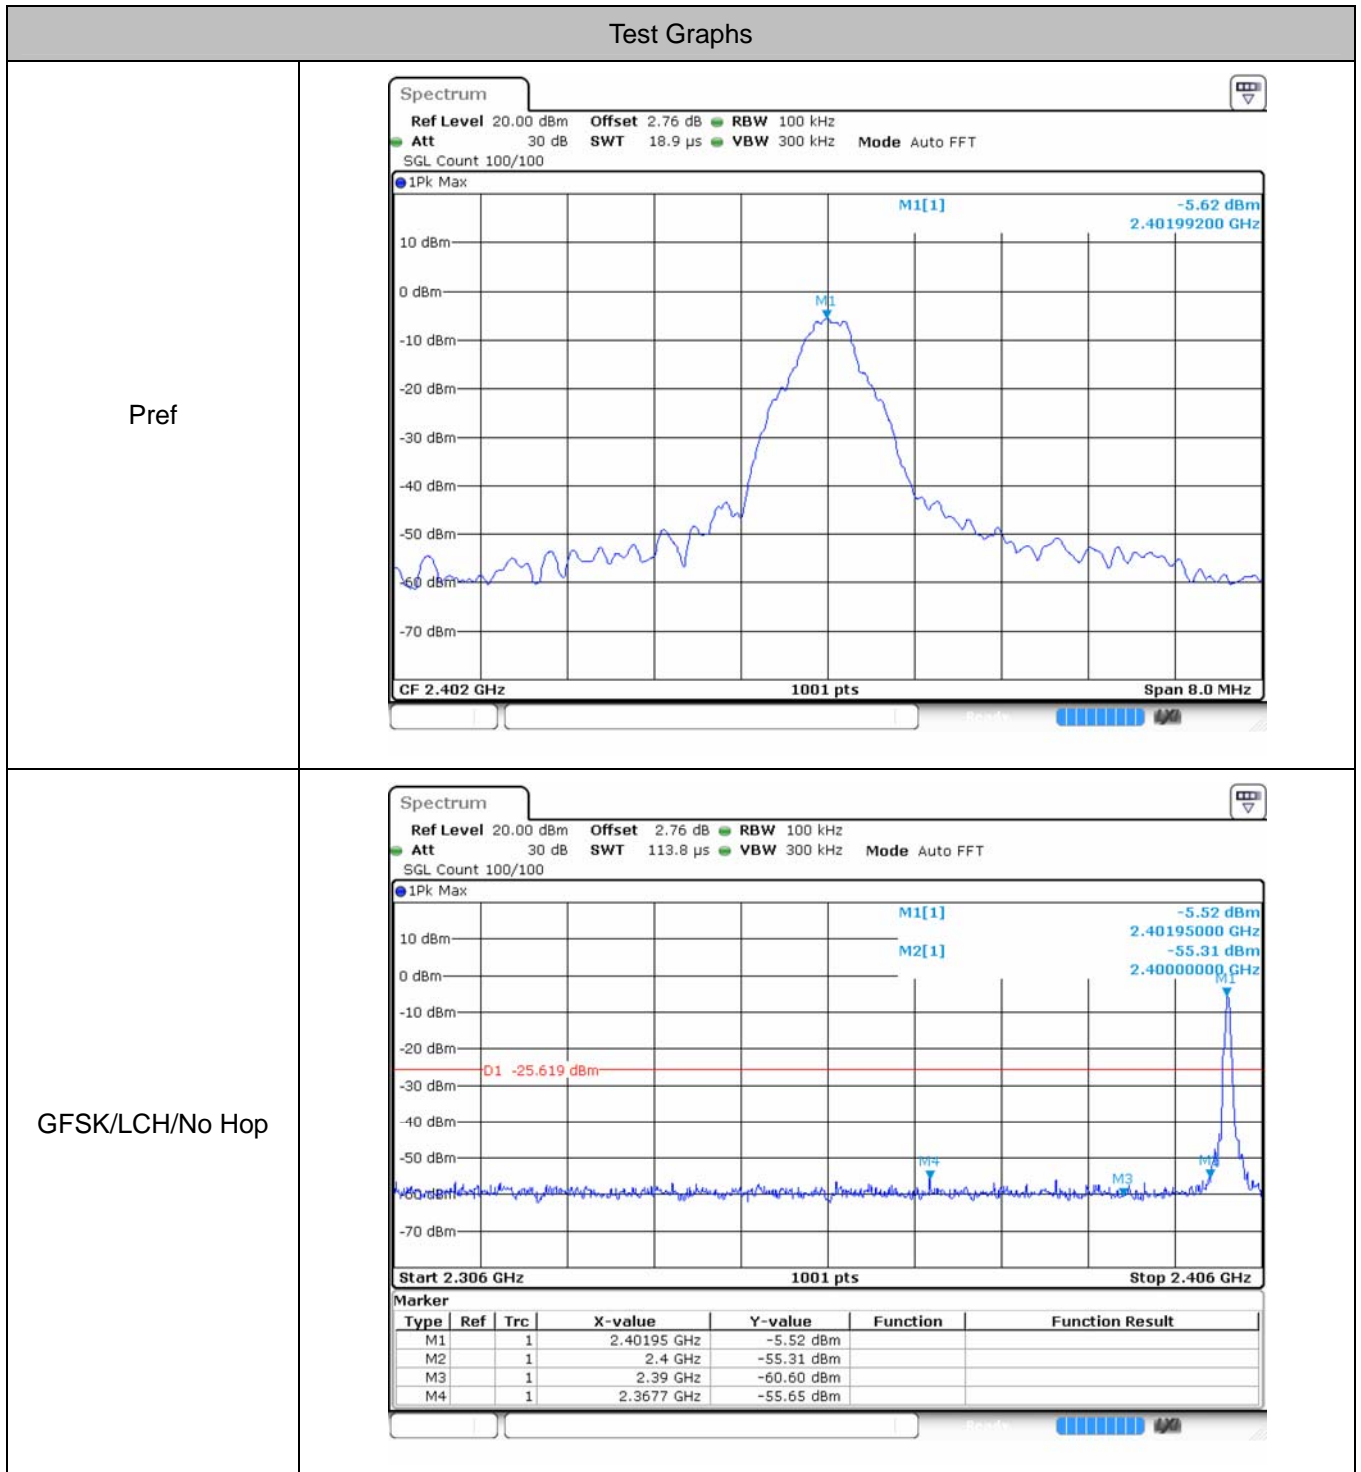 Test Graphs
Pref
Spectrum
Ref Level 20.00 dBm Offset 2.76 dB RBW 100 kHz
Att 30 dB SWT 18.9 µs VBW 300 kHz Mode Auto FFT
SGL Count 100/100
1Pk Max
M1[1] -5.62 dBm
2.40199200 GHz
10 dBm
0 dBm
M1
-10 dBm
-20 dBm
-30 dBm
-40 dBm
-50 dBm
-60 dBm
-70 dBm
CF 2.402 GHz 1001 pts Span 8.0 MHz
Ready
GFSK/LCH/No Hop
Spectrum
Ref Level 20.00 dBm Offset 2.76 dB RBW 100 kHz
Att 30 dB SWT 113.8 µs VBW 300 kHz Mode Auto FFT
SGL Count 100/100
1Pk Max
M1[1] -5.52 dBm
2.40195000 GHz
10 dBm
M2[1] -55.31 dBm
2.40000000 GHz
0 dBm
M1
-10 dBm
-20 dBm
D1 -25.619 dBm
-30 dBm
-40 dBm
-50 dBm
M4
M3
-60 dBm
-70 dBm
Start 2.306 GHz 1001 pts Stop 2.406 GHz
Marker
Type Ref Trc X-value Y-value Function Function Result
M1 1 2.40195 GHz -5.52 dBm
M2 1 2.4 GHz -55.31 dBm
M3 1 2.39 GHz -60.60 dBm
M4 1 2.3677 GHz -55.65 dBm
Ready